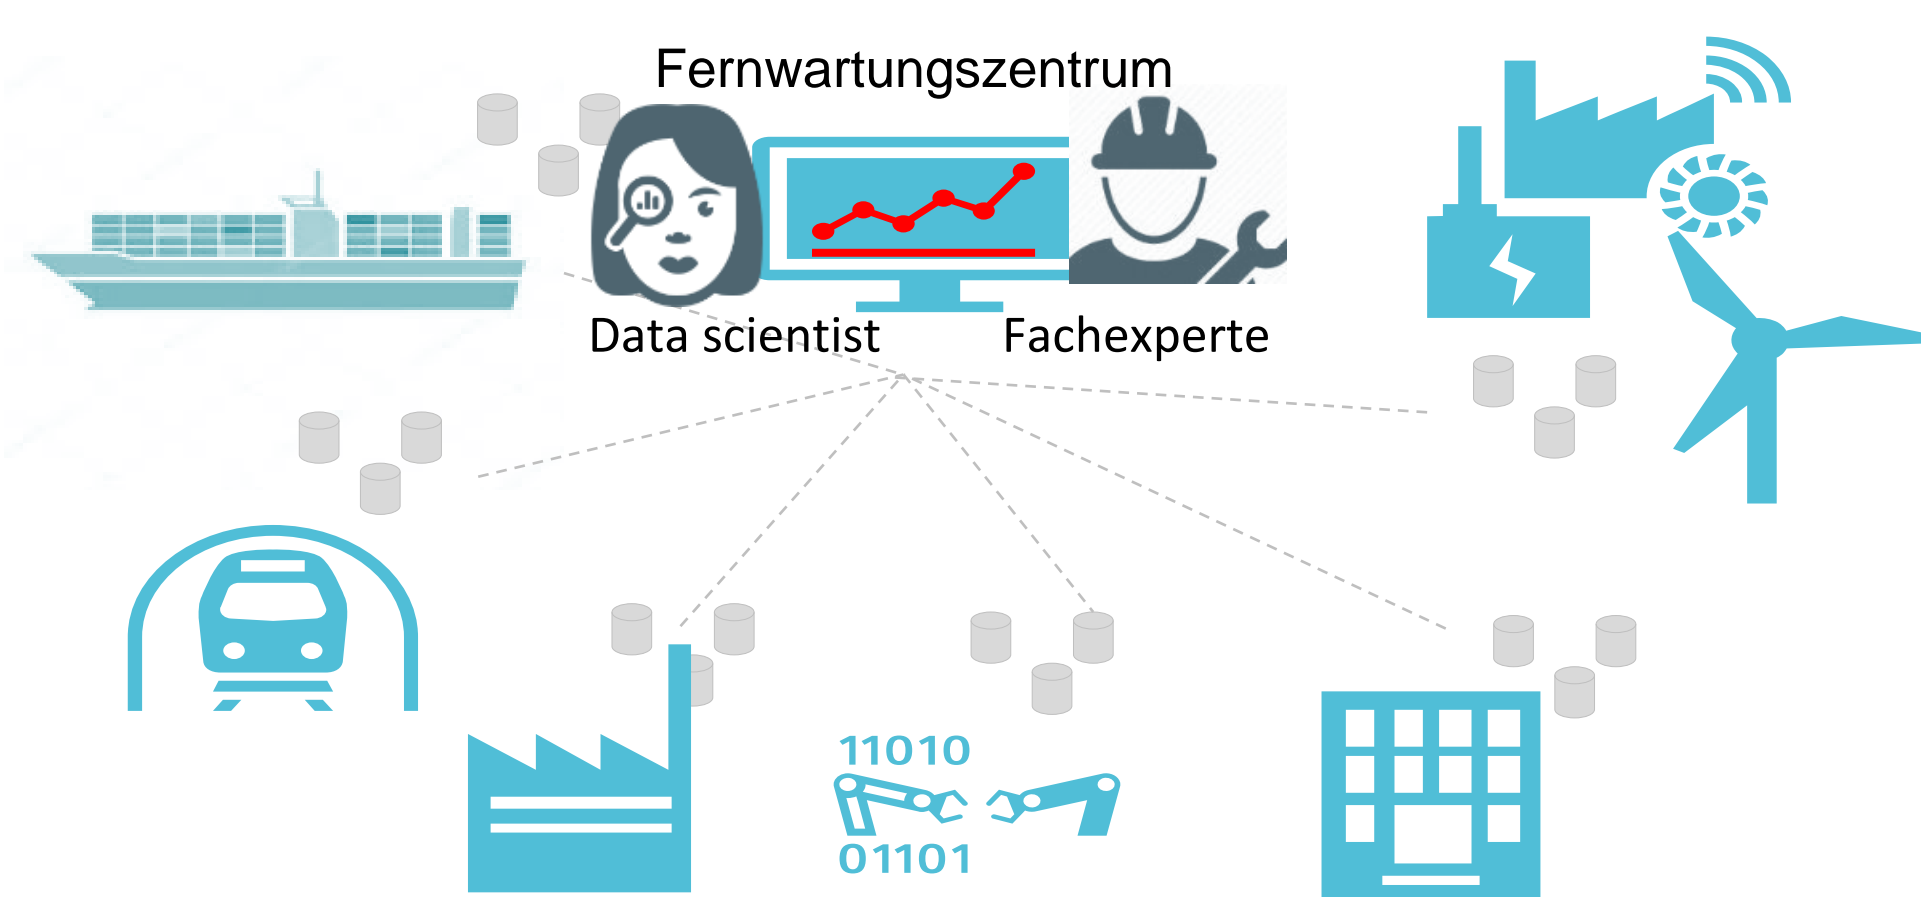 Fernwartungszentrum
Data scientist
Fachexperte
11010
01101